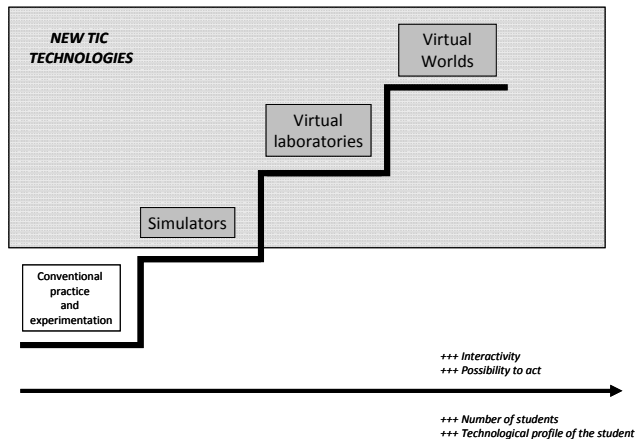 NEW TIC
TECHNOLOGIES
Virtual
Worlds
Virtual
laboratories
Simulators
Conventional
practice
and
experimentation
+++ Interactivity
+++ Possibility to act
+++ Number of students
+++ Technological profile of the student